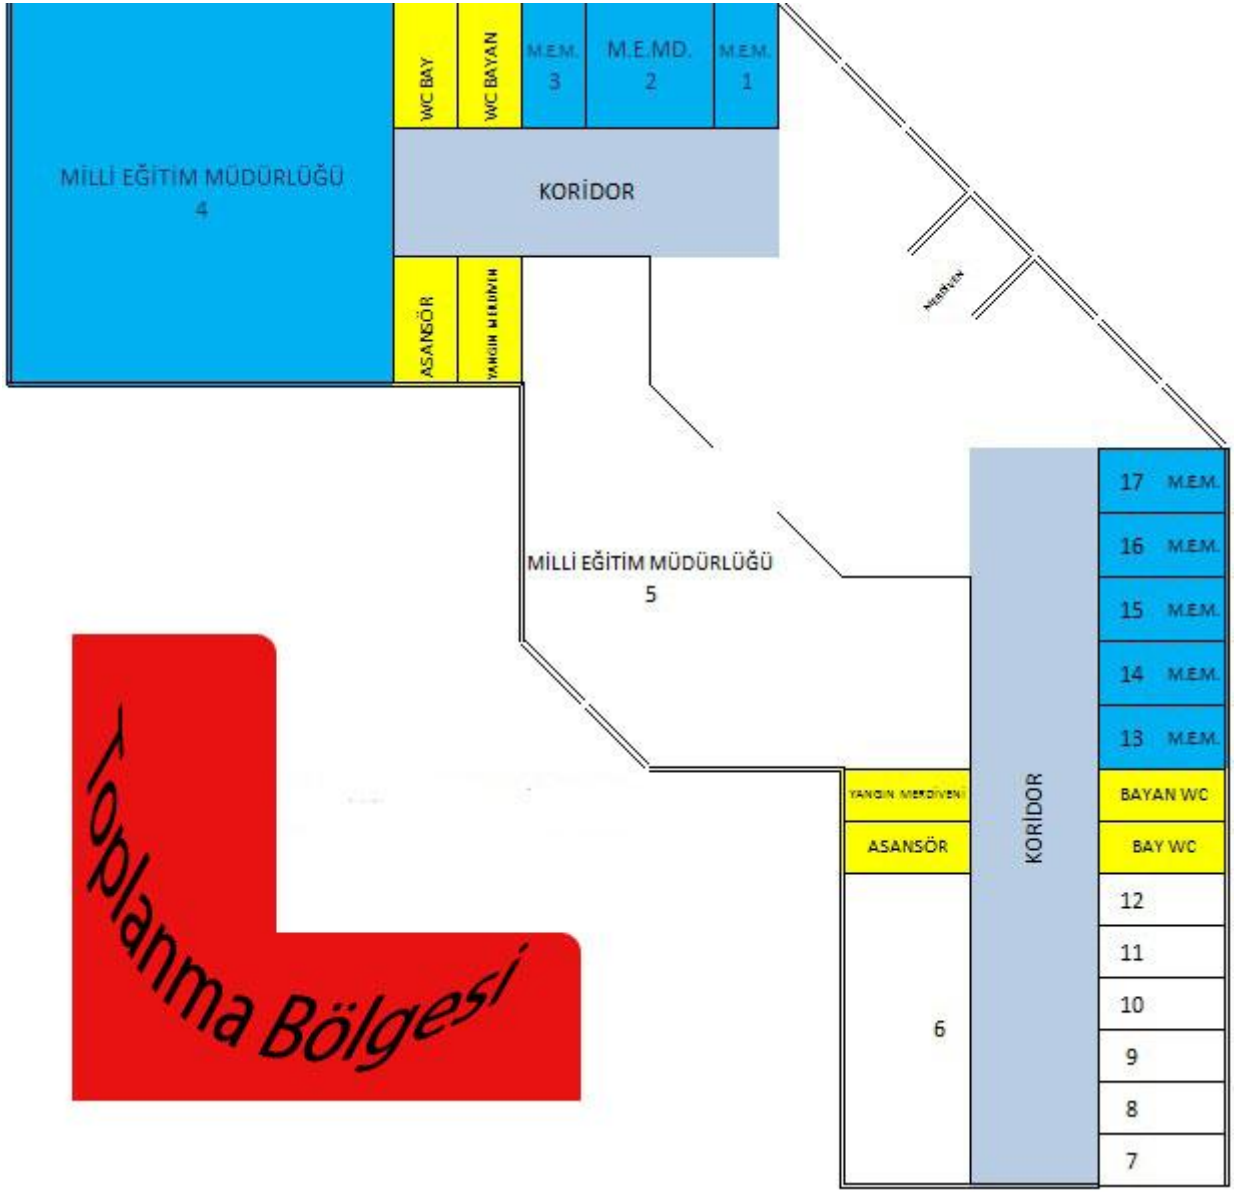 WC BAY
WC BAYAN
M.E.M.
3
M.E.MD.
2
M.E.M.
1
MİLLİ EĞİTİM MÜDÜRLÜĞÜ
4
KORİDOR
ASANSÖR
YANGIN MERDİVEN
MERDİVEN
17 M.E.M.
16 M.E.M.
15 M.E.M.
14 M.E.M.
13 M.E.M.
MİLLİ EĞİTİM MÜDÜRLÜĞÜ
5
YANGIN MERDİVENİ
ASANSÖR
KORİDOR
BAYAN WC
BAY WC
12
11
10
9
8
7
6
Toplanma Bölgesi